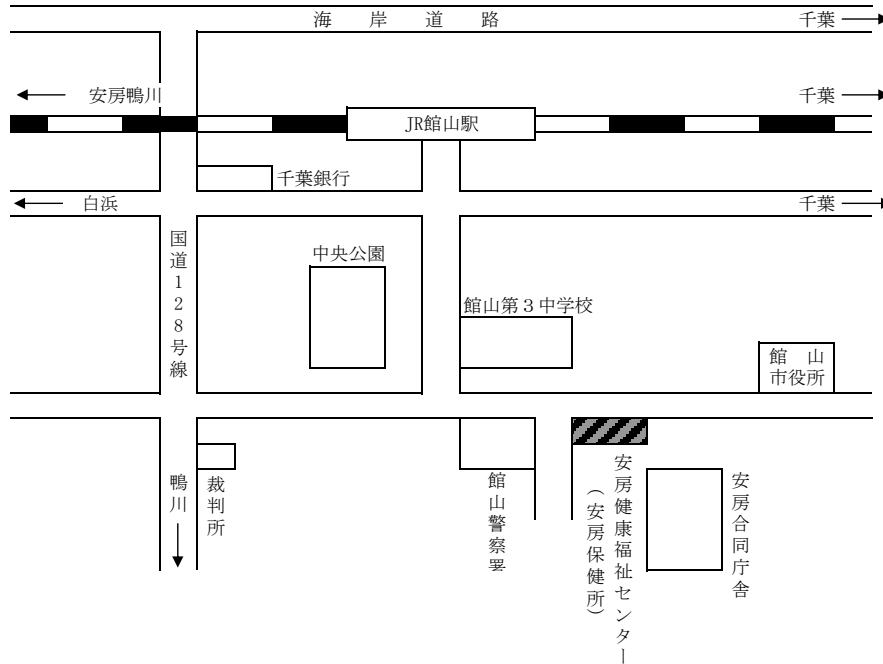 海岸道路
千葉
安房鴨川
千葉
JR館山駅
千葉銀行
白浜
千葉
国道128号線
中央公園
館山第3中学校
館山
市役所
鴨川
裁判所
館山警察署
安房健康福祉センター
（安房保健所）
安房合同庁舎